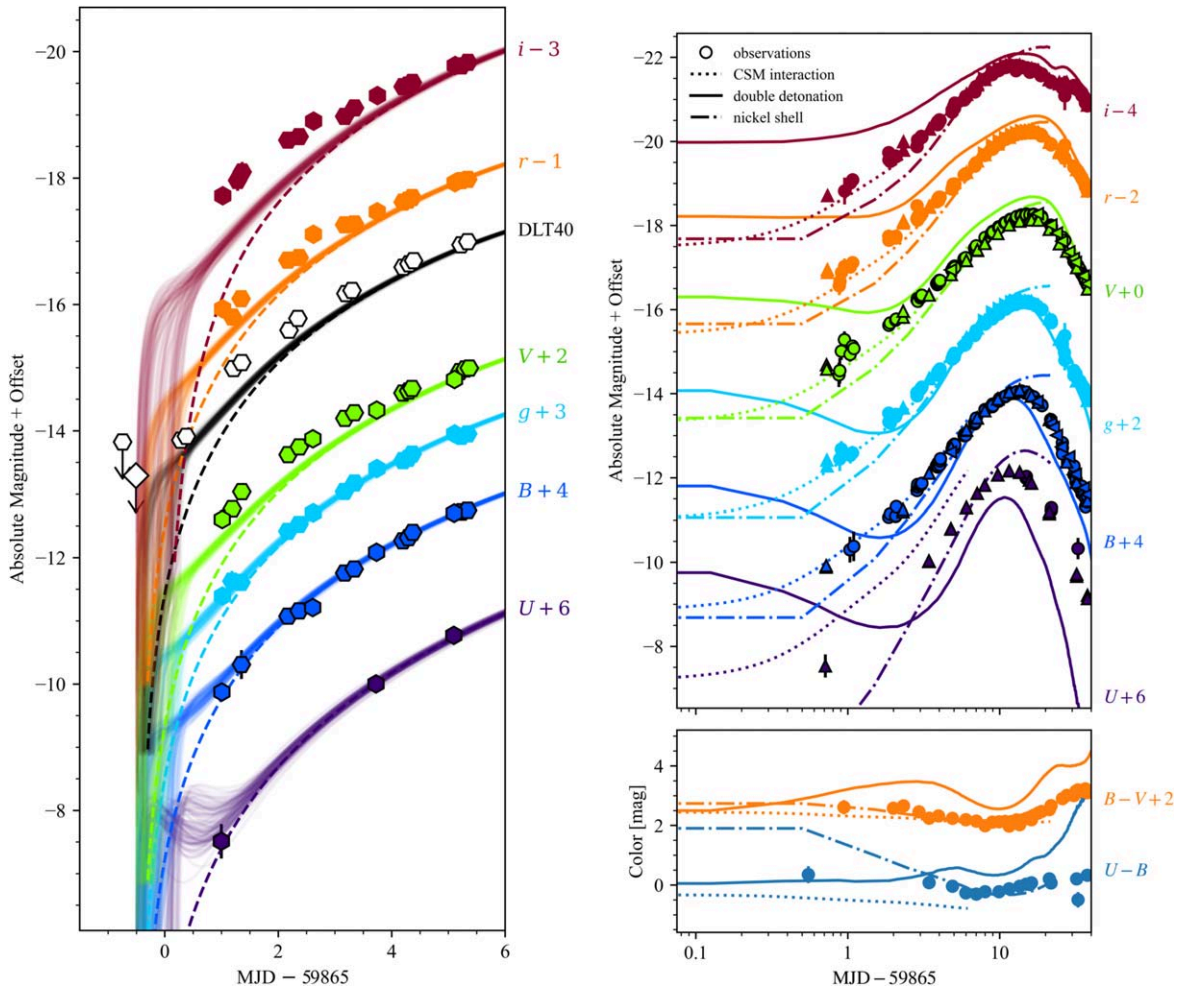 Absolute Magnitude + Offset
−20
−18
−16
−14
−12
−10
−8
0
2
4
6
MJD − 59865
i − 3
r − 1
DLT40
V + 2
g + 3
B + 4
U + 6
Absolute Magnitude + Offset
−22
−20
−18
−16
−14
−12
−10
−8
observations
CSM interaction
double detonation
nickel shell
i − 4
r − 2
V + 0
g + 2
B + 4
U + 6
Color [mag]
4
2
0
B − V + 2
U − B
0.1
1
10
MJD − 59865